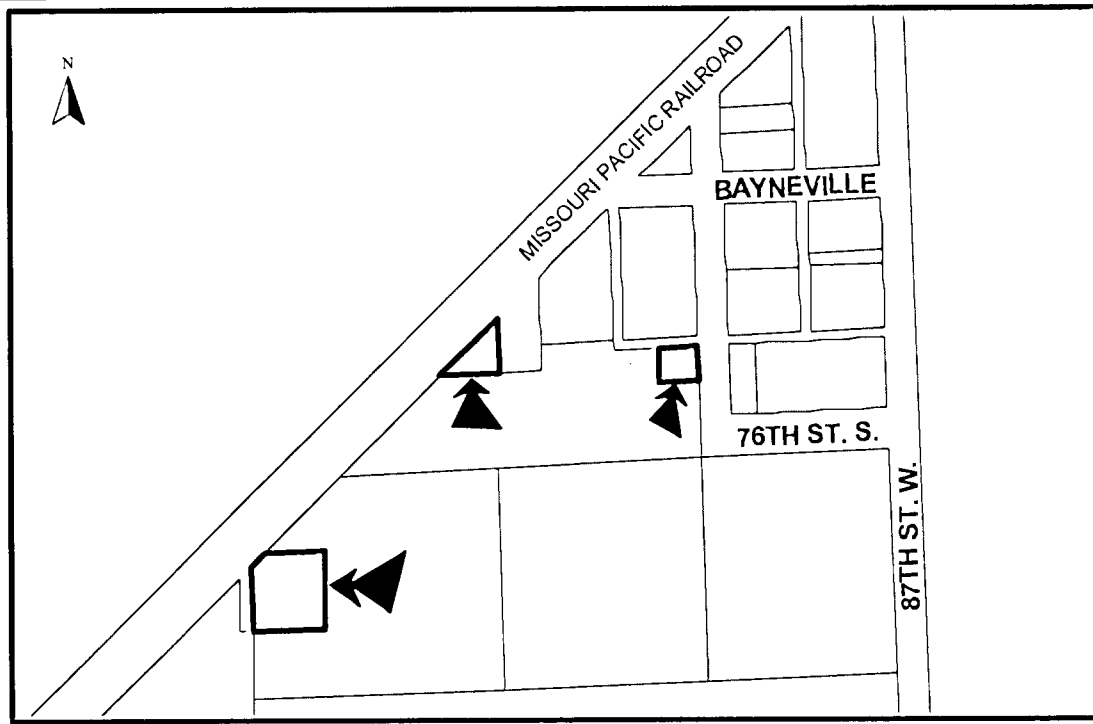 N
MISSOURI PACIFIC RAILROAD
BAYNEVILLE
76TH ST. S.
87TH ST. W.